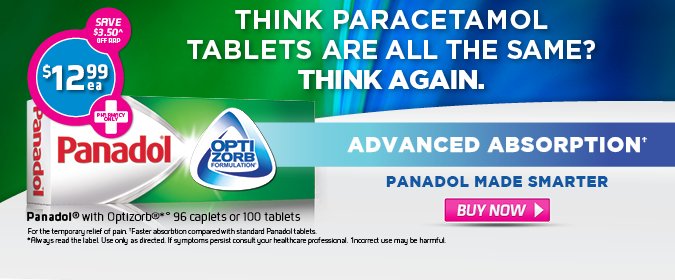 SAVE
$3.50^
OFF RRP
$12.99
ea
PHARMACY
ONLY
THINK PARACETAMOL
TABLETS ARE ALL THE SAME?
THINK AGAIN.
Panadol
Panadol
OPTI
ZORB
FORMULATION
ADVANCED ABSORPTION†
PANADOL MADE SMARTER
BUY NOW
Panadol® with Optizorb®*° 96 caplets or 100 tablets
For the temporary relief of pain. †Faster absorbtion compared with standard Panadol tablets.
*Always read the label. Use only as directed. If symptoms persist consult your healthcare professional. 'Incorrect use may be harmful.